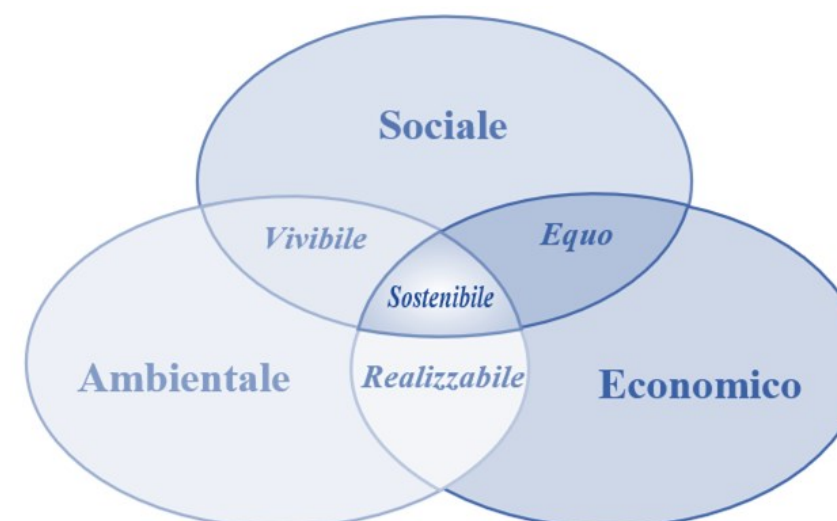 Sociale
Vivibile
Equo
Sostenibile
Ambientale
Realizzabile
Economico